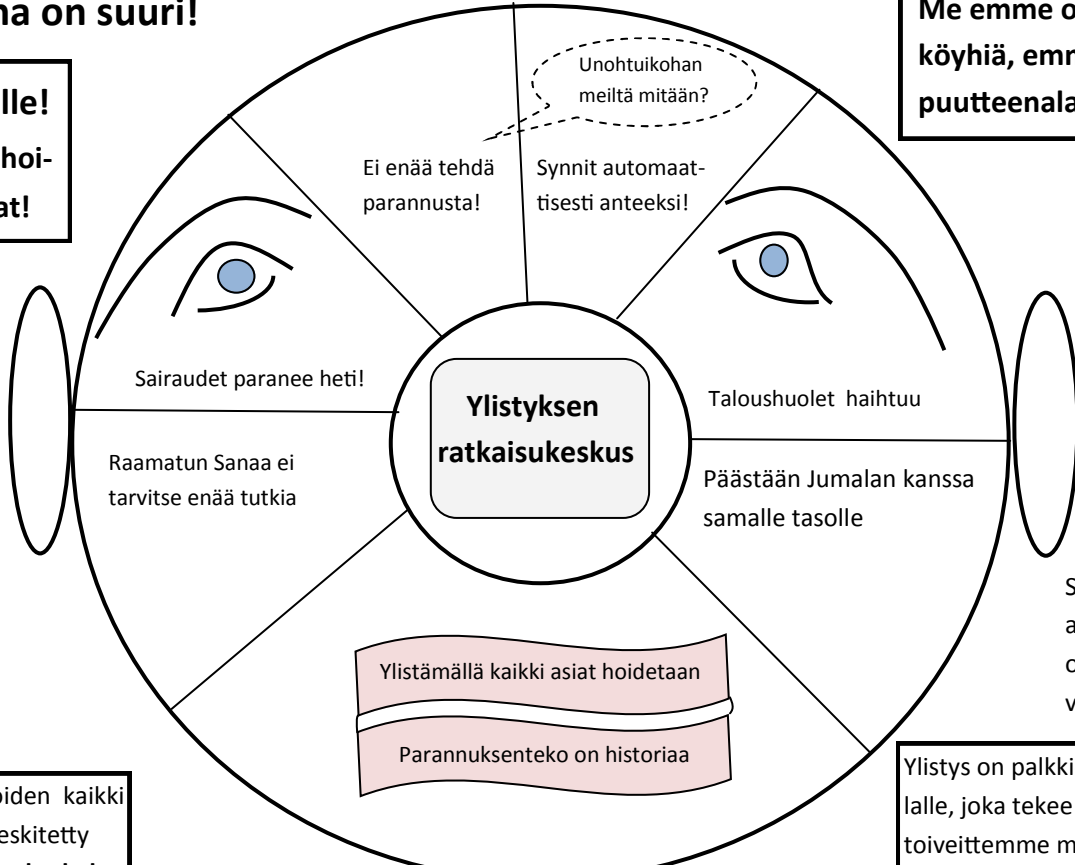 na on suuri!
lle!
hoi-
at!
Me emme o
köyhiä, emm
puutteenala
Unohtuikohan
meiltä mitään?
Ei enää tehdä
parannusta!
Synnit automaat-
tisesti anteeksi!
Sairaudet paranee heti!
Taloushuolet haihtuu
Ylistyksen
ratkaisukeskus
Raamatun Sanaa ei
tarvitse enää tutkia
Päästään Jumalan kanssa
samalle tasolle
Ylistämällä kaikki asiat hoidetaan
Parannuksenteko on historiaa
S
a
v
oiden kaikki
eskitetty
Ylistys on palkki
lalle, joka tekee
toiveittemme m